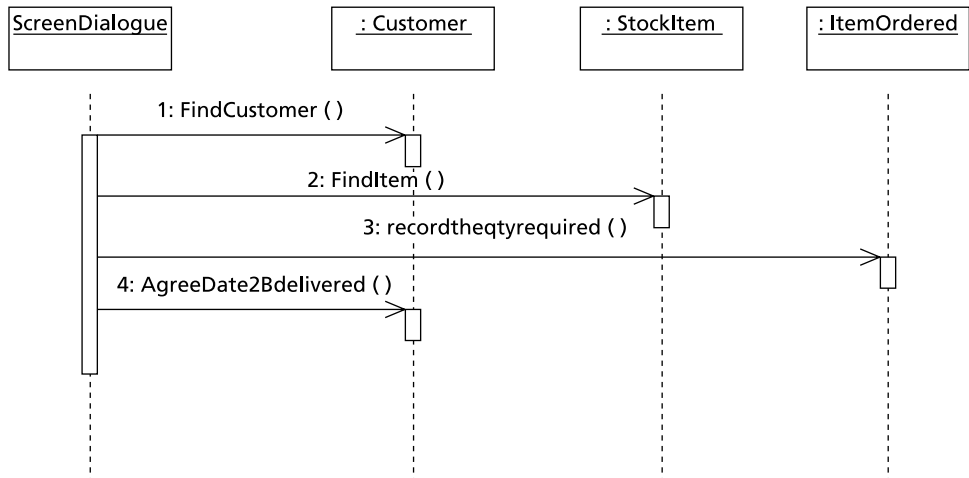 ScreenDialogue
: Customer
: StockItem
: ItemOrdered
1: FindCustomer ( )
2: FindItem ( )
3: recordtheqtyrequired ( )
4: AgreeDate2Bdelivered ( )